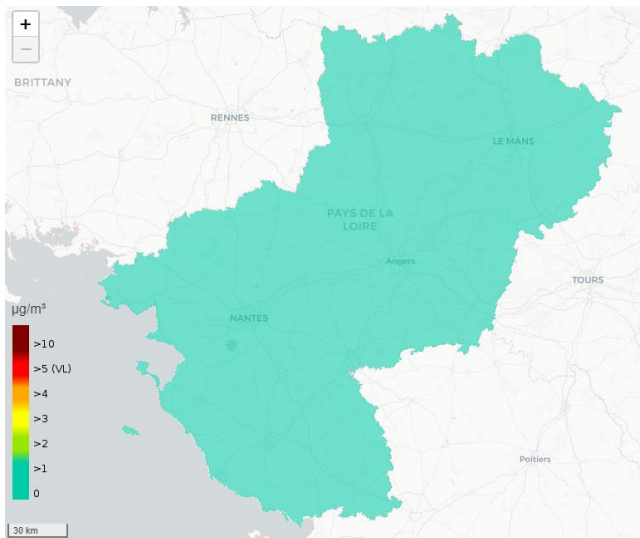 +
−
BRITTANY
RENNES
LE MANS
PAYS DE LA
LOIRE
Angers
TOURS
NANTES
Poitiers
µg/m³
>10
>5 (VL)
>4
>3
>2
>1
0
30 km